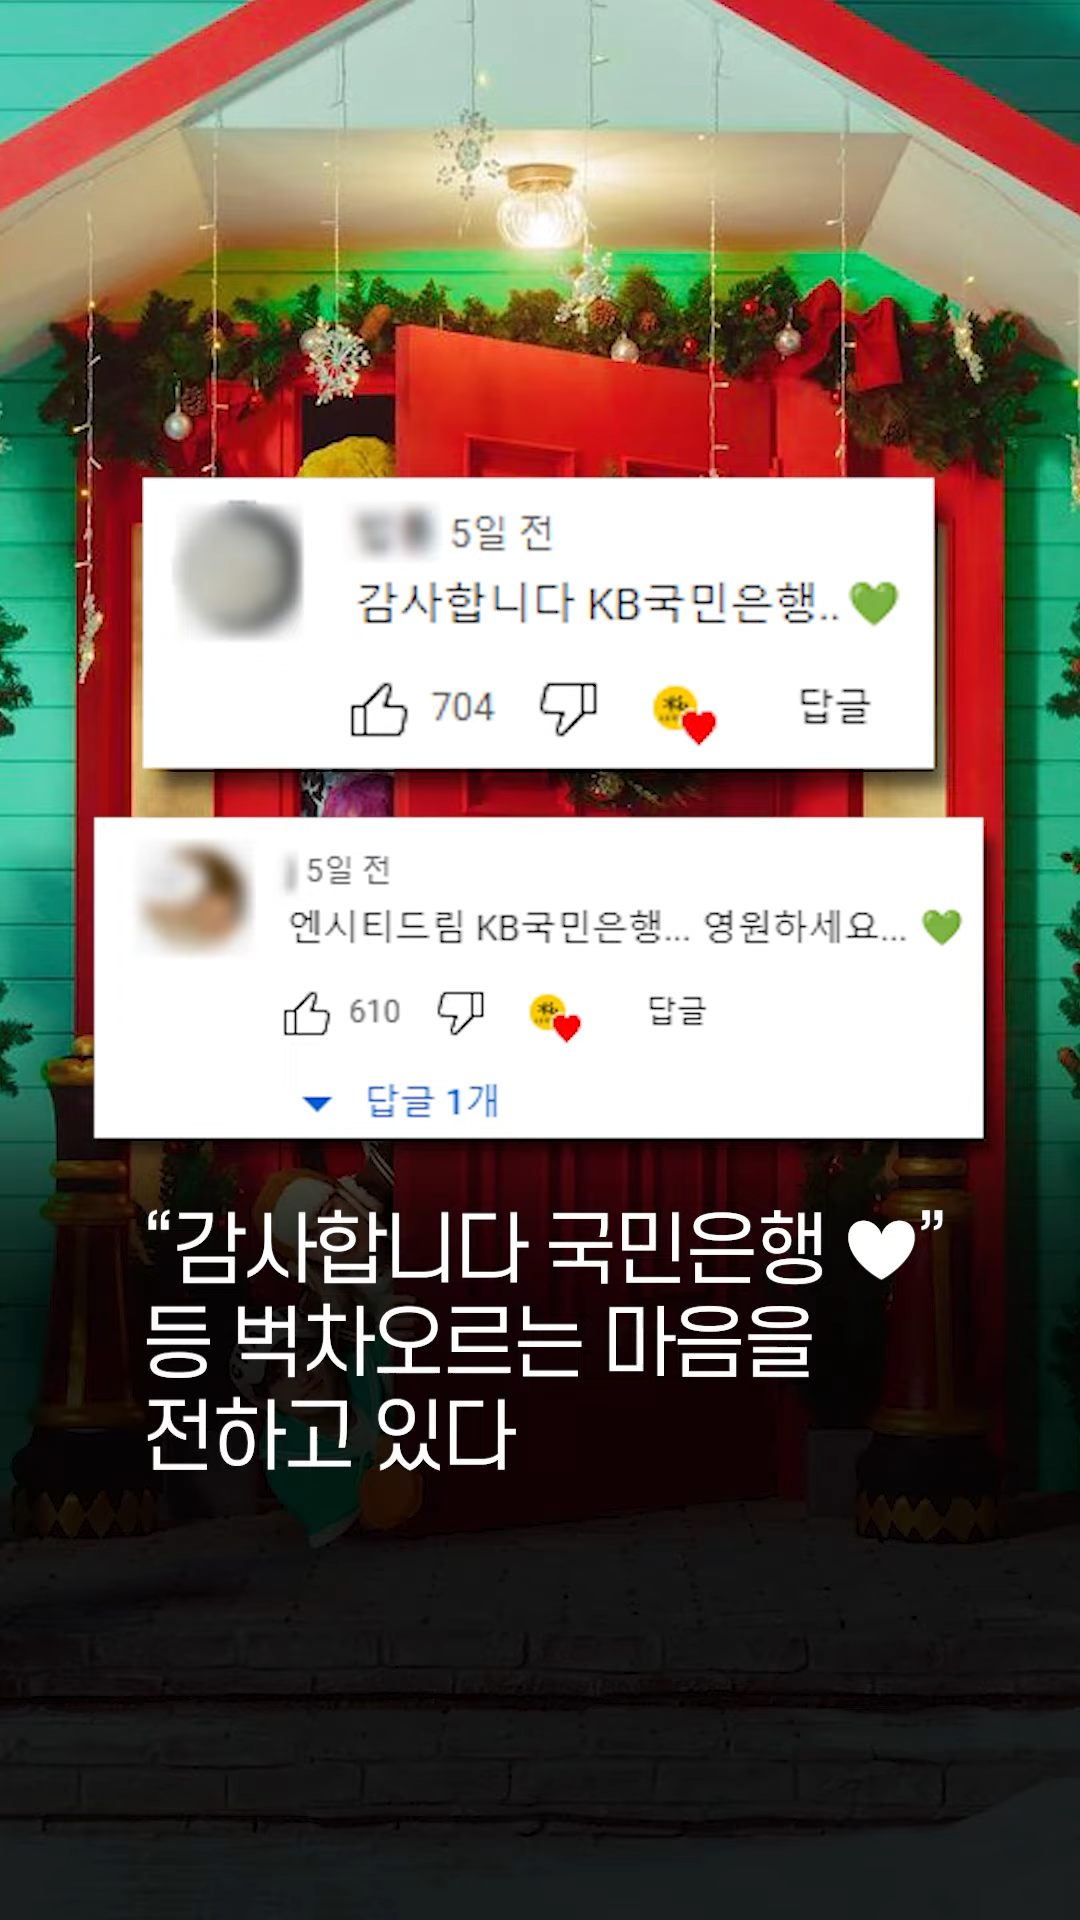 5일 전
감사합니다 KB국민은행.. 💚
704
답글
5일 전
엔시티드림 KB국민은행... 영원하세요... 💚
610
답글
답글 1개
“감사합니다 국민은행 ♥”
등 벅차오르는 마음을
전하고 있다